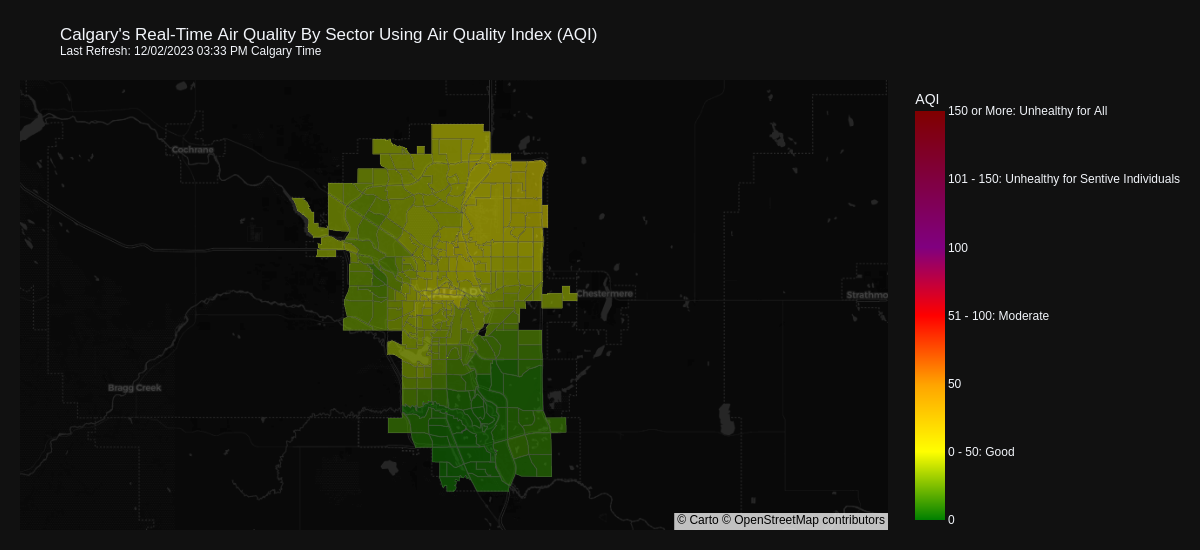 Calgary's Real-Time Air Quality By Sector Using Air Quality Index (AQI)
Last Refresh: 12/02/2023 03:33 PM Calgary Time
AQI
150 or More: Unhealthy for All
Cochrane
101 - 150: Unhealthy for Sentive Individuals
100
Chestermere
Strathmo
51 - 100: Moderate
Bragg Creek
50
0 - 50: Good
0
© Carto © OpenStreetMap contributors